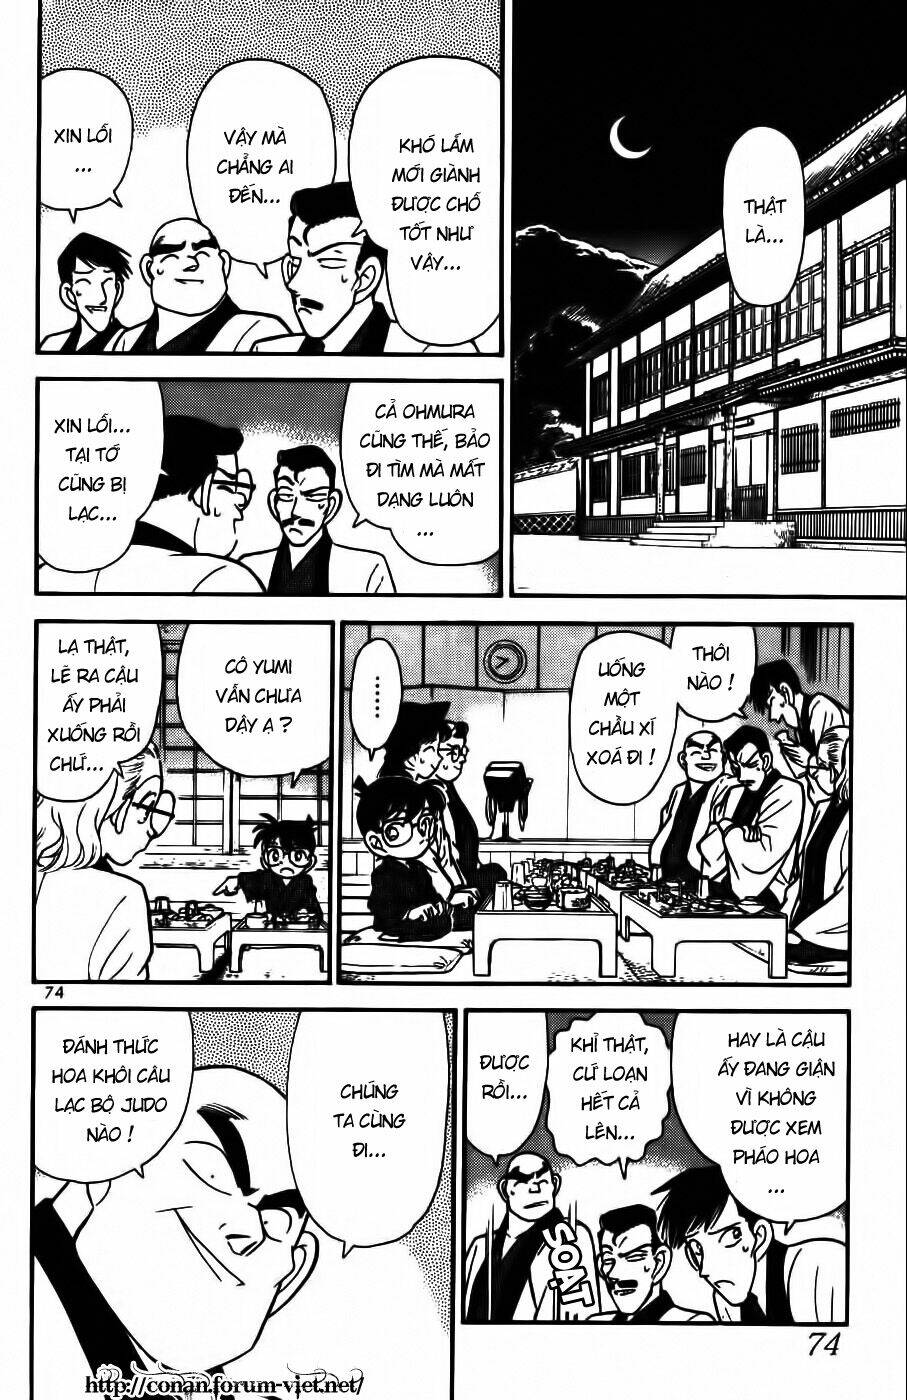 THẬT
LÀ...
KHÓ LẮM
MỚI GIÀNH
ĐƯỢC CHỖ
TỐT NHƯ
VẬY...
VẬY MÀ
CHẲNG AI
ĐẾN...
XIN LỖI
...
CẢ OHMURA
CŨNG THẾ, BẢO
ĐI TÌM MÀ MẤT
DẠNG LUÔN
...
XIN LỖI...
TẠI TỚ
CŨNG BỊ
LẠC...
THÔI
NÀO !
UỐNG
MỘT
CHẦU XÍ
XOÁ ĐI !
......
CÔ YUMI
VẪN CHƯA
DẬY Ạ ?
LẠ THẬT,
LẼ RA CẬU
ẤY PHẢI
XUỐNG RỒI
CHỨ...
74
HAY LÀ CẬU
ẤY ĐANG GIẬN
VÌ KHÔNG
ĐƯỢC XEM
PHÁO HOA
...
KHỈ THẬT,
CỨ LOẠN
HẾT CẢ
LÊN...
ĐƯỢC
RỒI...
SOẠT
CHÚNG
TA CÙNG
ĐI...
ĐÁNH THỨC
HOA KHÔI CÂU
LẠC BỘ JUDO
NÀO !
74
http://conan.forum-viet.net/